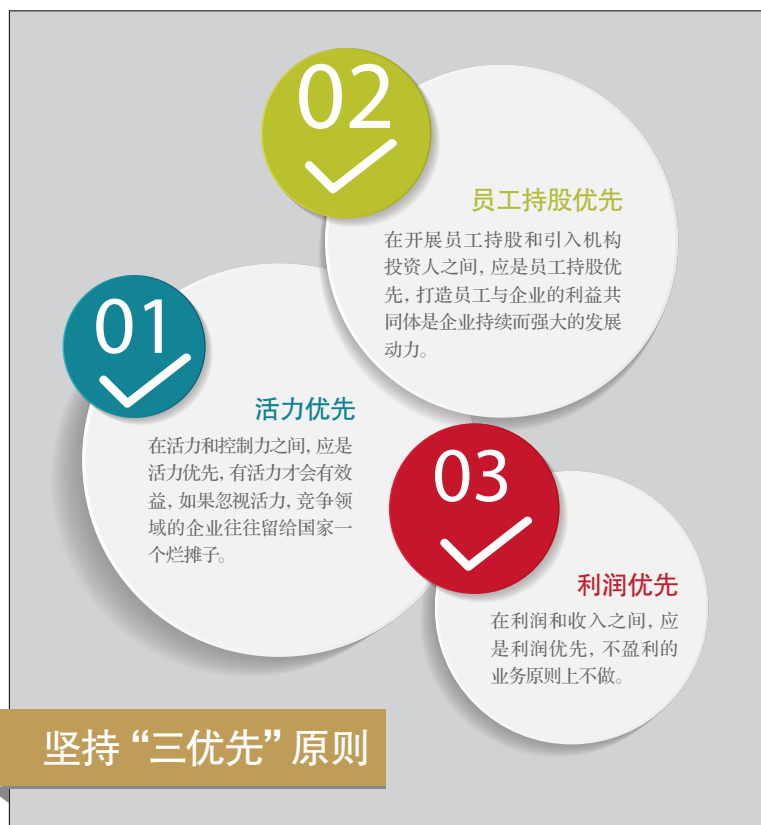 01
活力优先
在活力和控制力之间，应是
活力优先，有活力才会有效
益，如果忽视活力，竞争领
域的企业往往留给国家一
个烂摊子。
02
员工持股优先
在开展员工持股和引入机构
投资人之间，应是员工持股优
先，打造员工与企业的利益共
同体是企业持续而强大的发展
动力。
03
利润优先
在利润和收入之间，应
是利润优先，不盈利的
业务原则上不做。
坚持“三优先”原则